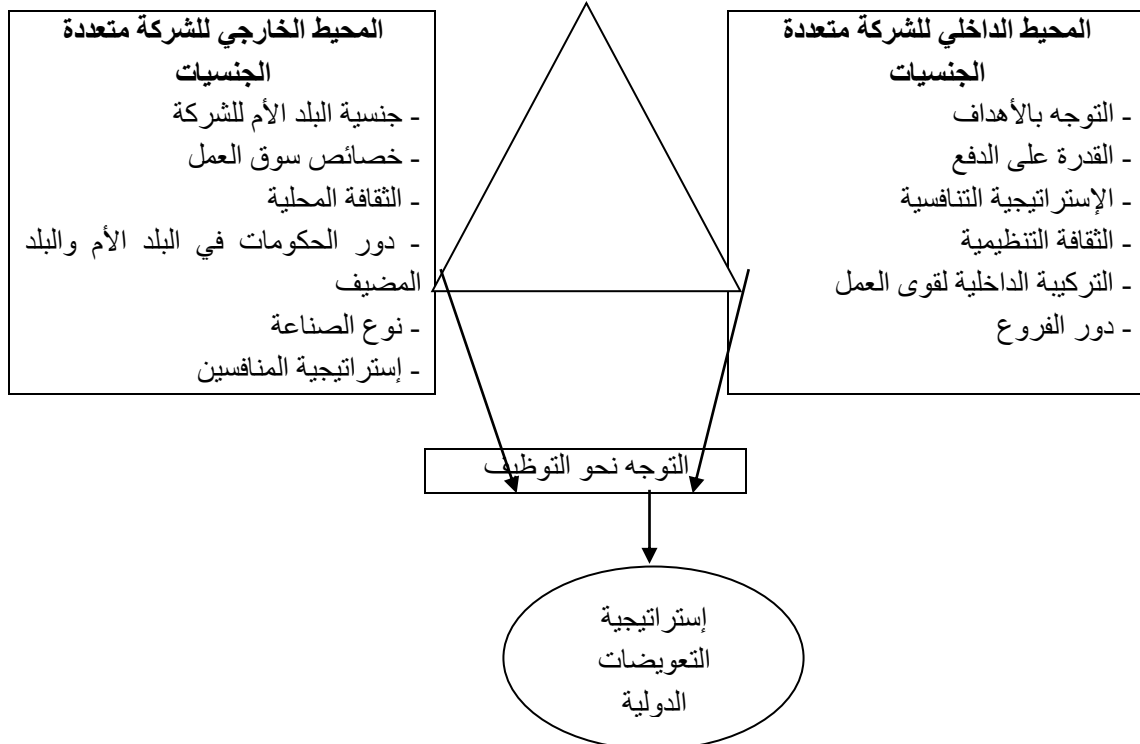 المحيط الداخلي للشركة متعددة
الجنسيات
- التوجه بالأهداف
- القدرة على الدفع
- الإستراتيجية التنافسية
- الثقافة التنظيمية
- التركيبة الداخلية لقوى العمل
- دور الفروع
المحيط الخارجي للشركة متعددة
الجنسيات
- جنسية البلد الأم للشركة
- خصائص سوق العمل
- الثقافة المحلية
- دور الحكومات في البلد الأم والبلد
المضيف
- نوع الصناعة
- إستراتيجية المنافسين
التوجه نحو التوظيف
إستراتيجية
التعويضات
الدولية